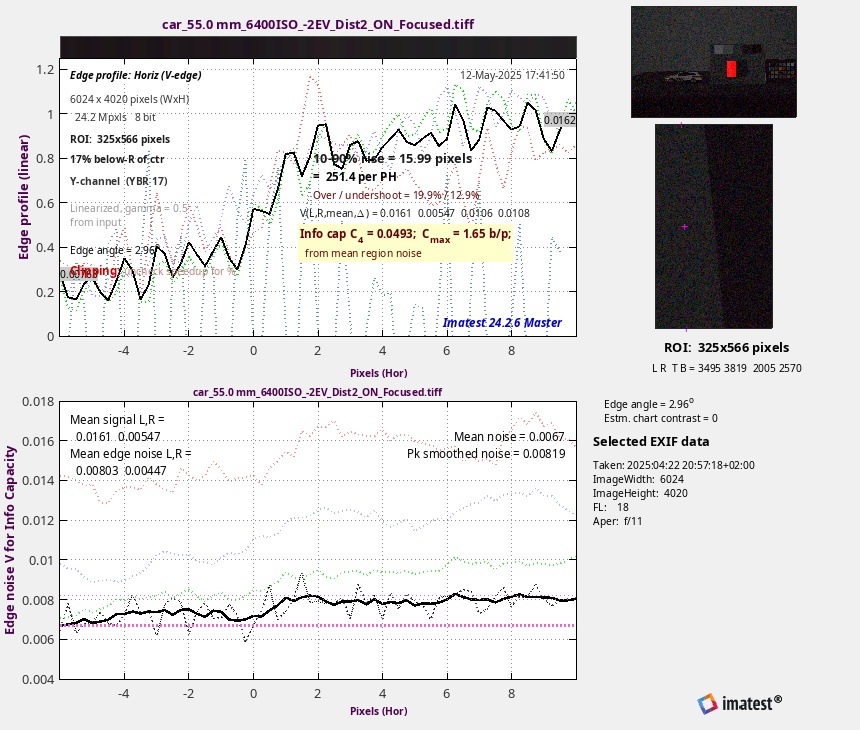 car_55.0 mm_6400ISO_-2EV_Dist2_ON_Focused.tiff
Edge profile: Horiz (V-edge)
12-May-2025 17:41:50
6024 x 4020 pixels (WxH)
24.2 Mpxls 8 bit
ROI: 325x566 pixels
17% below-R of ctr
Y-channel (YBR 17)
Linearized, gamma = 0.5
from input
Edge angle = 2.96º
Clipping:
10-90% rise = 15.99 pixels
= 251.4 per PH
Over / undershoot = 19.9% / 12.9%
V(L,R,mean,Δ) = 0.0161 0.00547 0.0106 0.0108
Info cap C4 = 0.0493; Cmax = 1.65 b/p;
from mean region noise
0.0162
Imatest 24.2.6 Master
Edge profile (linear)
1.2
1
0.8
0.6
0.4
0.2
0
-4 -2 0 2 4 6 8
Pixels (Hor)
car_55.0 mm_6400ISO_-2EV_Dist2_ON_Focused.tiff
Mean signal L,R =
0.0161 0.00547
Mean edge noise L,R =
0.00803 0.00447
Mean noise = 0.0067
Pk smoothed noise = 0.00819
Edge noise V for Info Capacity
0.018
0.016
0.014
0.012
0.01
0.008
0.006
0.004
-4 -2 0 2 4 6 8
Pixels (Hor)
ROI: 325x566 pixels
L R T B = 3495 3819 2005 2570
Edge angle = 2.96º
Estm. chart contrast = 0
Selected EXIF data
Taken: 2025:04:22 20:57:18+02:00
ImageWidth: 6024
ImageHeight: 4020
FL: 18
Aper: f/11
imatest®